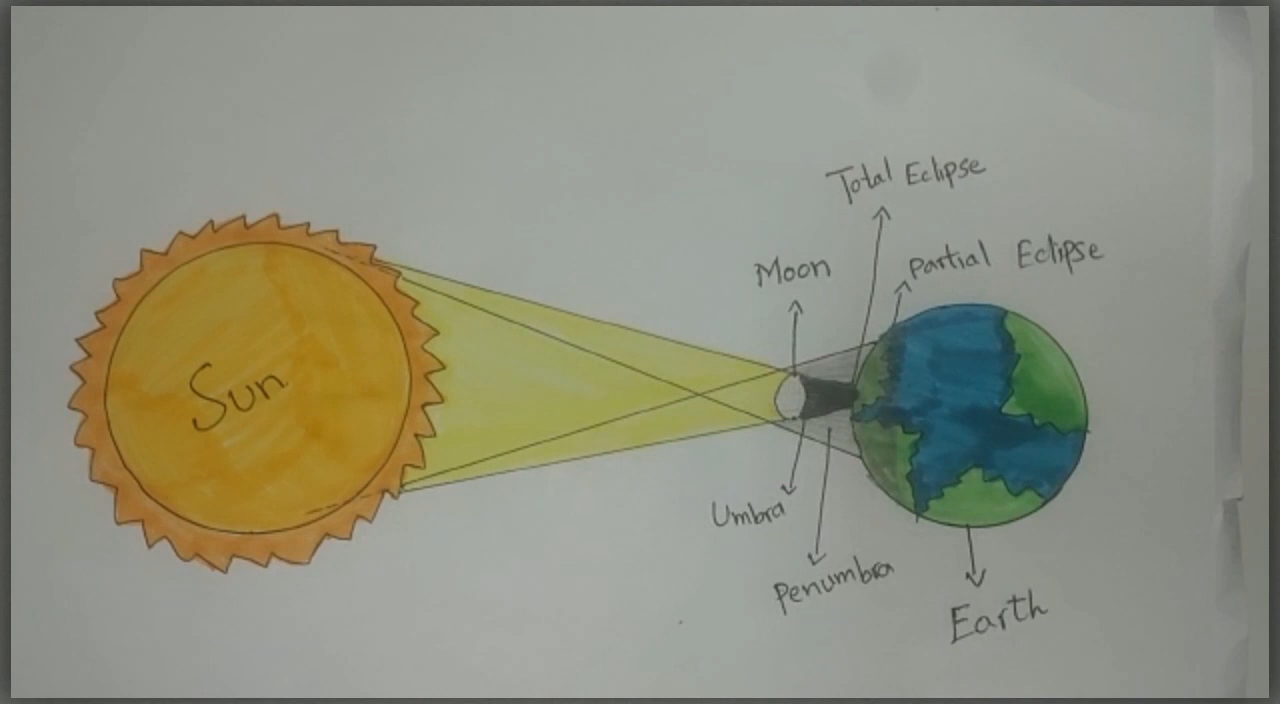 Total Eclipse
Partial Eclipse
Moon
Sun
Umbra
Penumbra
Earth